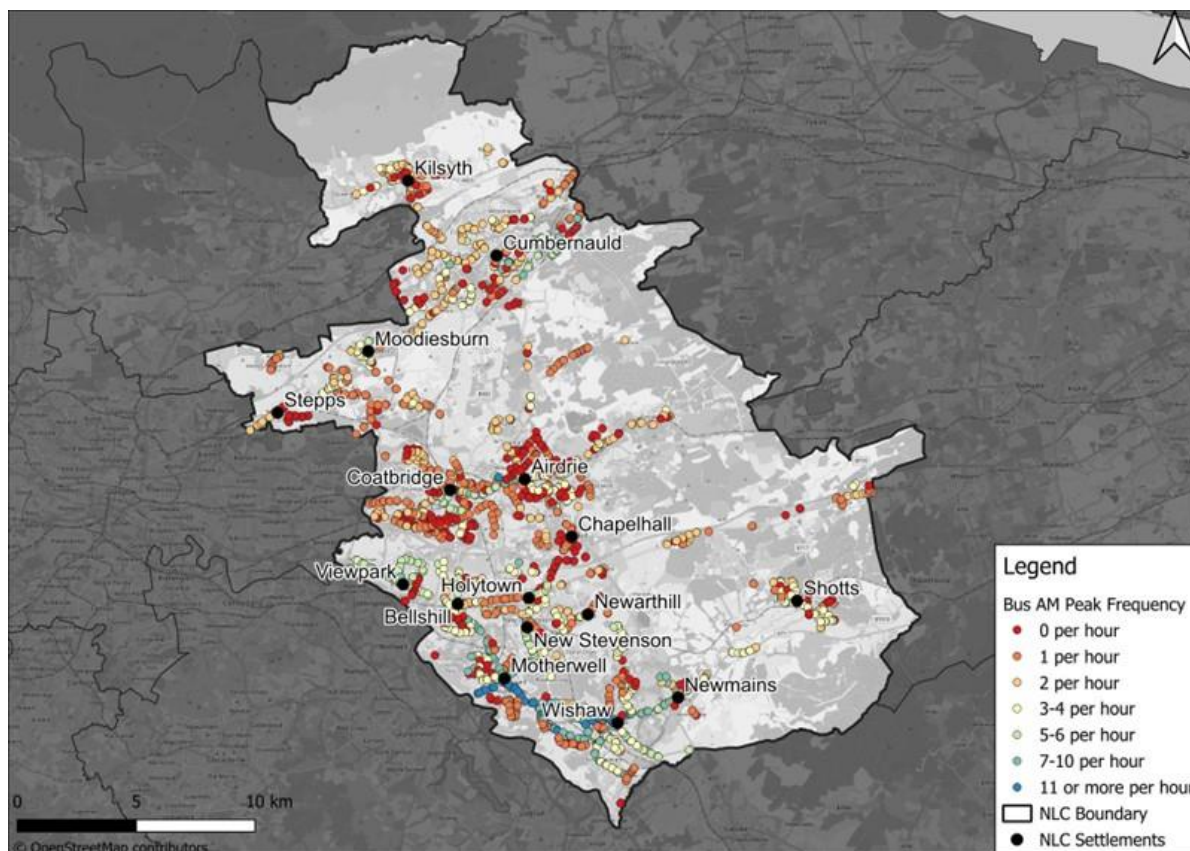 Kilsyth
Cumbernauld
Moodiesburn
Stepps
Airdrie
Coatbridge
Chapelhall
Viewpark
Holytown
Newarthill
Bellshill
New Stevenson
Motherwell
Newmains
Wishaw
Shotts
Legend
Bus AM Peak Frequency
0 per hour
1 per hour
2 per hour
3-4 per hour
5-6 per hour
7-10 per hour
11 or more per hour
NLC Boundary
NLC Settlements
0 5 10 km
© OpenStreetMap contributors